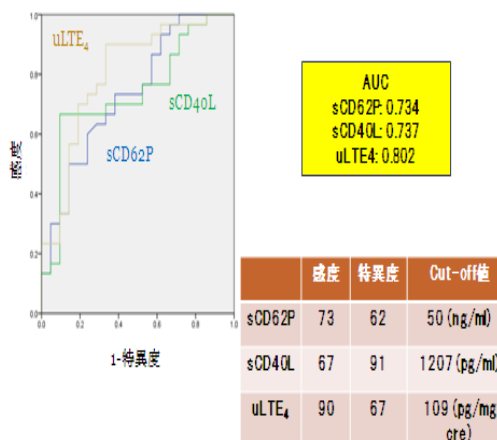 1.0
0.8
0.6
0.4
0.2
0.0
0.0 0.2 0.4 0.6 0.8 1.0
感度
1-特異度
uLTE₄
sCD40L
sCD62P
AUC
sCD62P: 0.734
sCD40L: 0.737
uLTE4: 0.802
感度 特異度 Cut-off値
sCD62P 73 62 50(ng/ml)
sCD40L 67 91 1207(pg/ml)
uLTE₄ 90 67 109(pg/mg
cre)